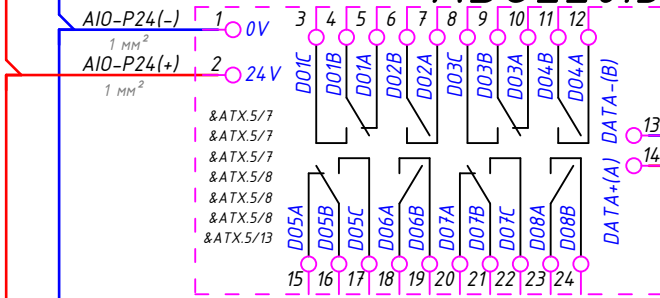 AIO-P24(-) 1 0V
1 мм²
AIO-P24(+) 2 24V
1 мм²
3 4 5 6 7 8 9 10 11 12
DO1C DO1B DO1A DO2B DO2A DO3C DO3B DO3A DO4B DO4A
DATA-(B) 13
DATA+(A) 14
&ATX.5/7
&ATX.5/7
&ATX.5/7
&ATX.5/8
&ATX.5/8
&ATX.5/8
&ATX.5/13
DO5A DO5B DO5C DO6A DO6B DO7A DO7B DO7C DO8A DO8B
15 16 17 18 19 20 21 22 23 24